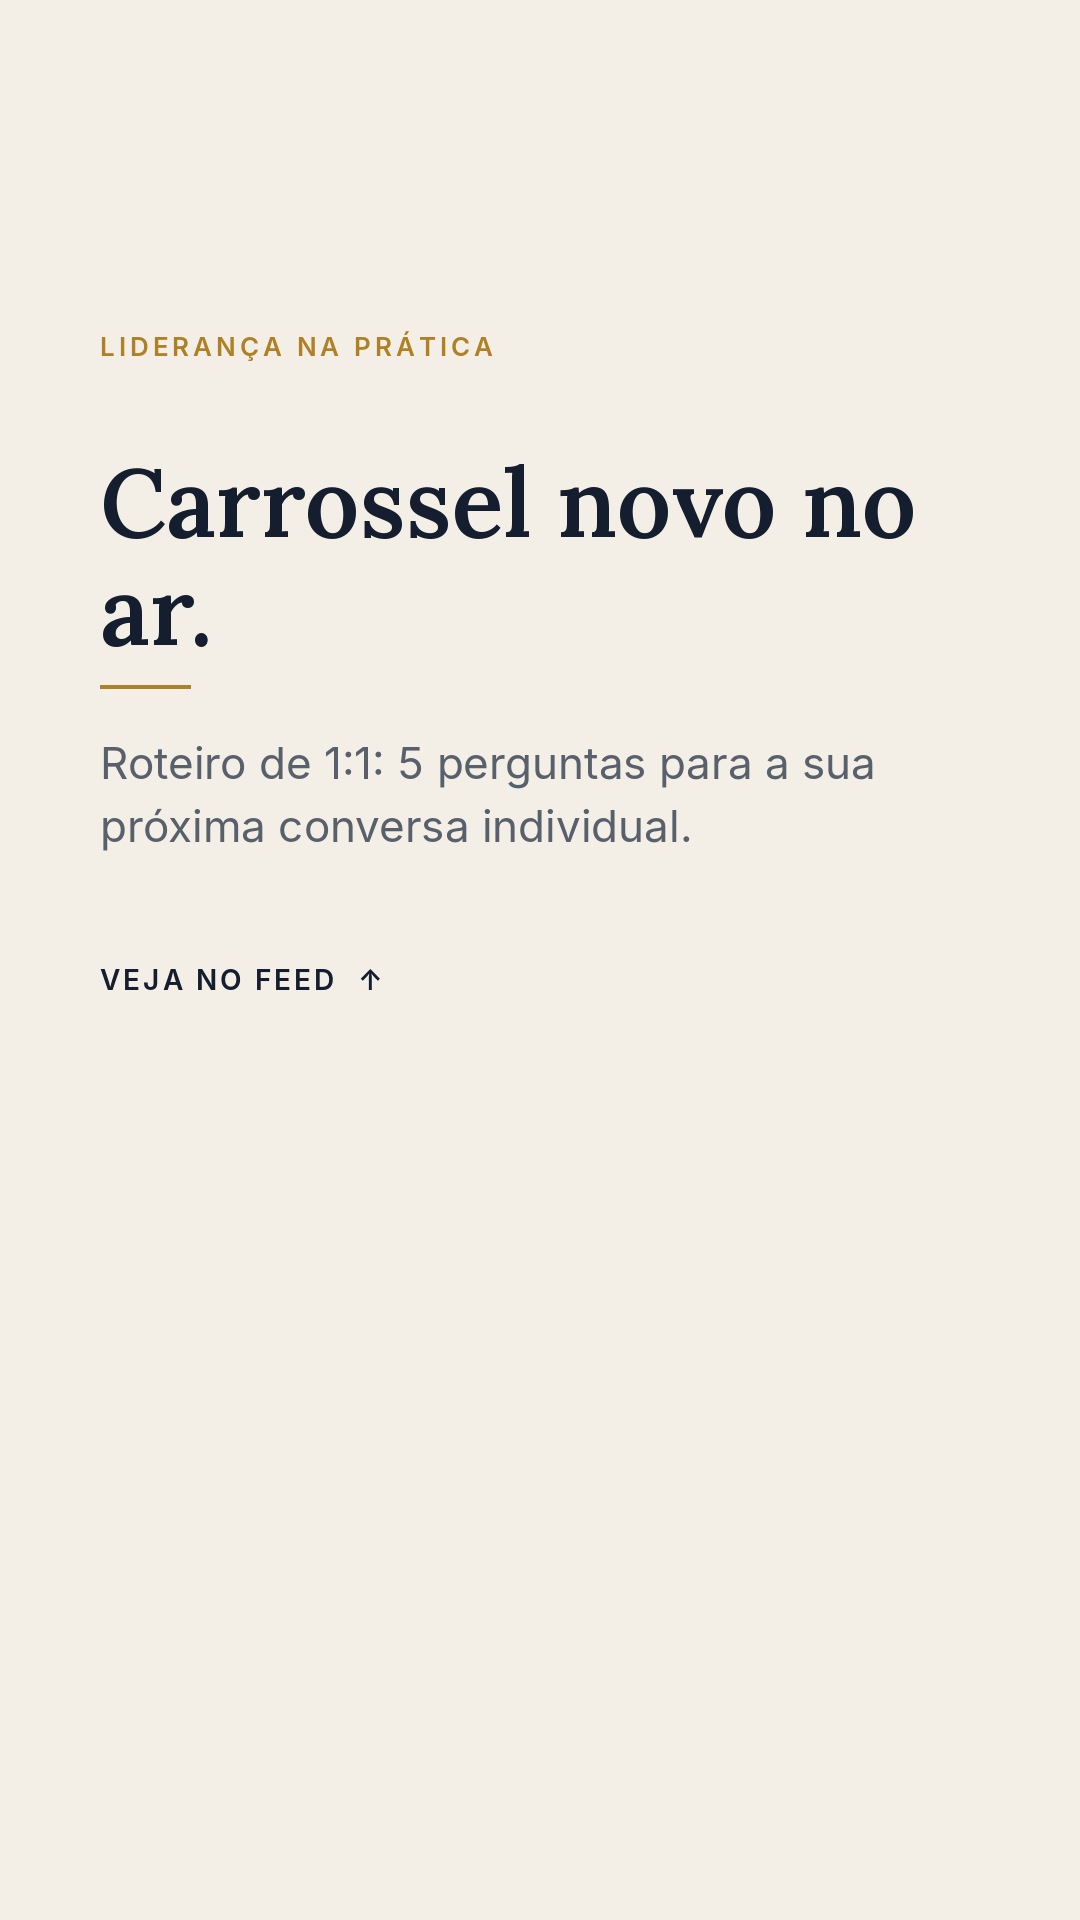 LIDERANÇA NA PRÁTICA
Carrossel novo no
ar.
Roteiro de 1:1: 5 perguntas para a sua
próxima conversa individual.
VEJA NO FEED ↑